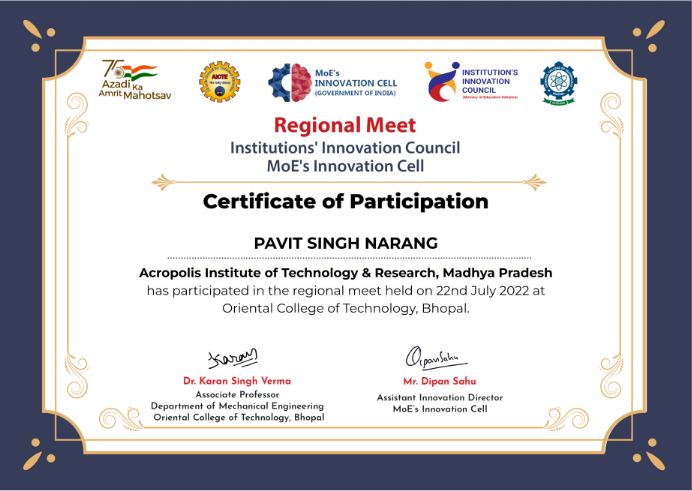 75
Azadi Ka
Amrit Mahotsav
AICTE
MoE's
INNOVATION CELL
(GOVERNMENT OF INDIA)
INSTITUTION'S
INNOVATION
COUNCIL
(Ministry of Education Initiative)
Regional Meet
Institutions' Innovation Council
MoE's Innovation Cell
Certificate of Participation
PAVIT SINGH NARANG
Acropolis Institute of Technology & Research, Madhya Pradesh
has participated in the regional meet held on 22nd July 2022 at
Oriental College of Technology, Bhopal.
Karan
Dr. Karan Singh Verma
Associate Professor
Department of Mechanical Engineering
Oriental College of Technology, Bhopal
Dipan Sahu
Mr. Dipan Sahu
Assistant Innovation Director
MoE's Innovation Cell